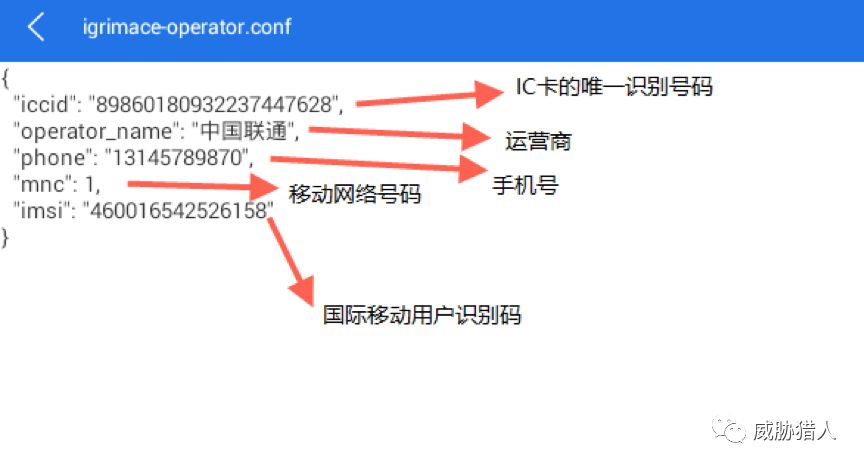 igrimace-operator.conf
{
"iccid": "89860180932237447628", IC卡的唯一识别号码
"operator_name": "中国联通", 运营商
"phone": "13145789870", 手机号
"mnc": 1, 移动网络号码
"imsi": "460016542526158"
}
国际移动用户识别码
威胁猎人